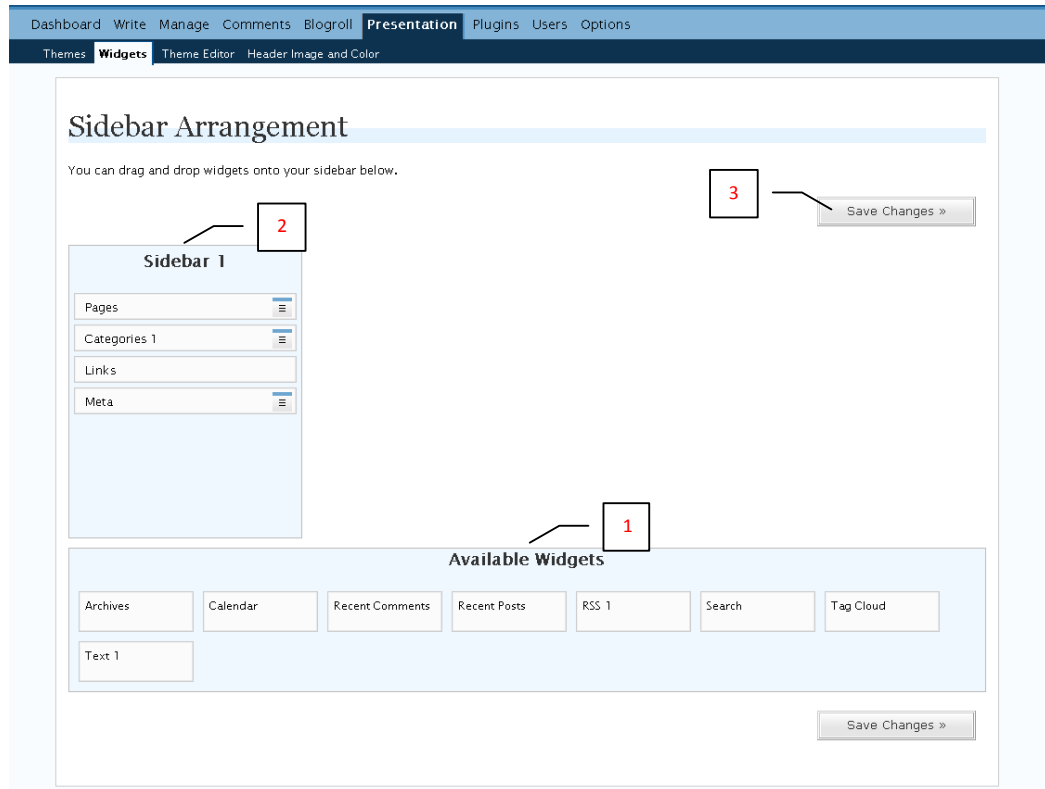 Dashboard Write Manage Comments Blogroll Presentation Plugins Users Options
Themes Widgets Theme Editor Header Image and Color
Sidebar Arrangement
You can drag and drop widgets onto your sidebar below.
3
Save Changes »
2
Sidebar 1
Pages
Categories 1
Links
Meta
1
Available Widgets
Archives Calendar Recent Comments Recent Posts RSS 1 Search Tag Cloud
Text 1
Save Changes »